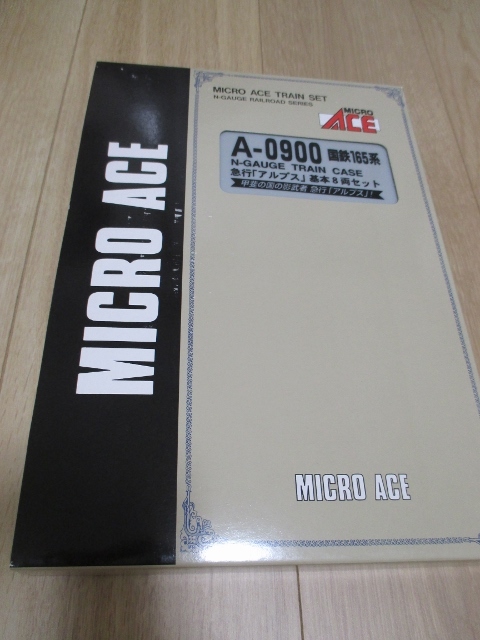 MICRO ACE
MICRO ACE TRAIN SET
N-GAUGE RAILROAD SERIES
MICRO
ACE
A-0900 国鉄165系
N-GAUGE TRAIN CASE
急行「アルプス」基本8両セット
甲斐の国の旧武者 急行「アルプス」!
MICRO ACE